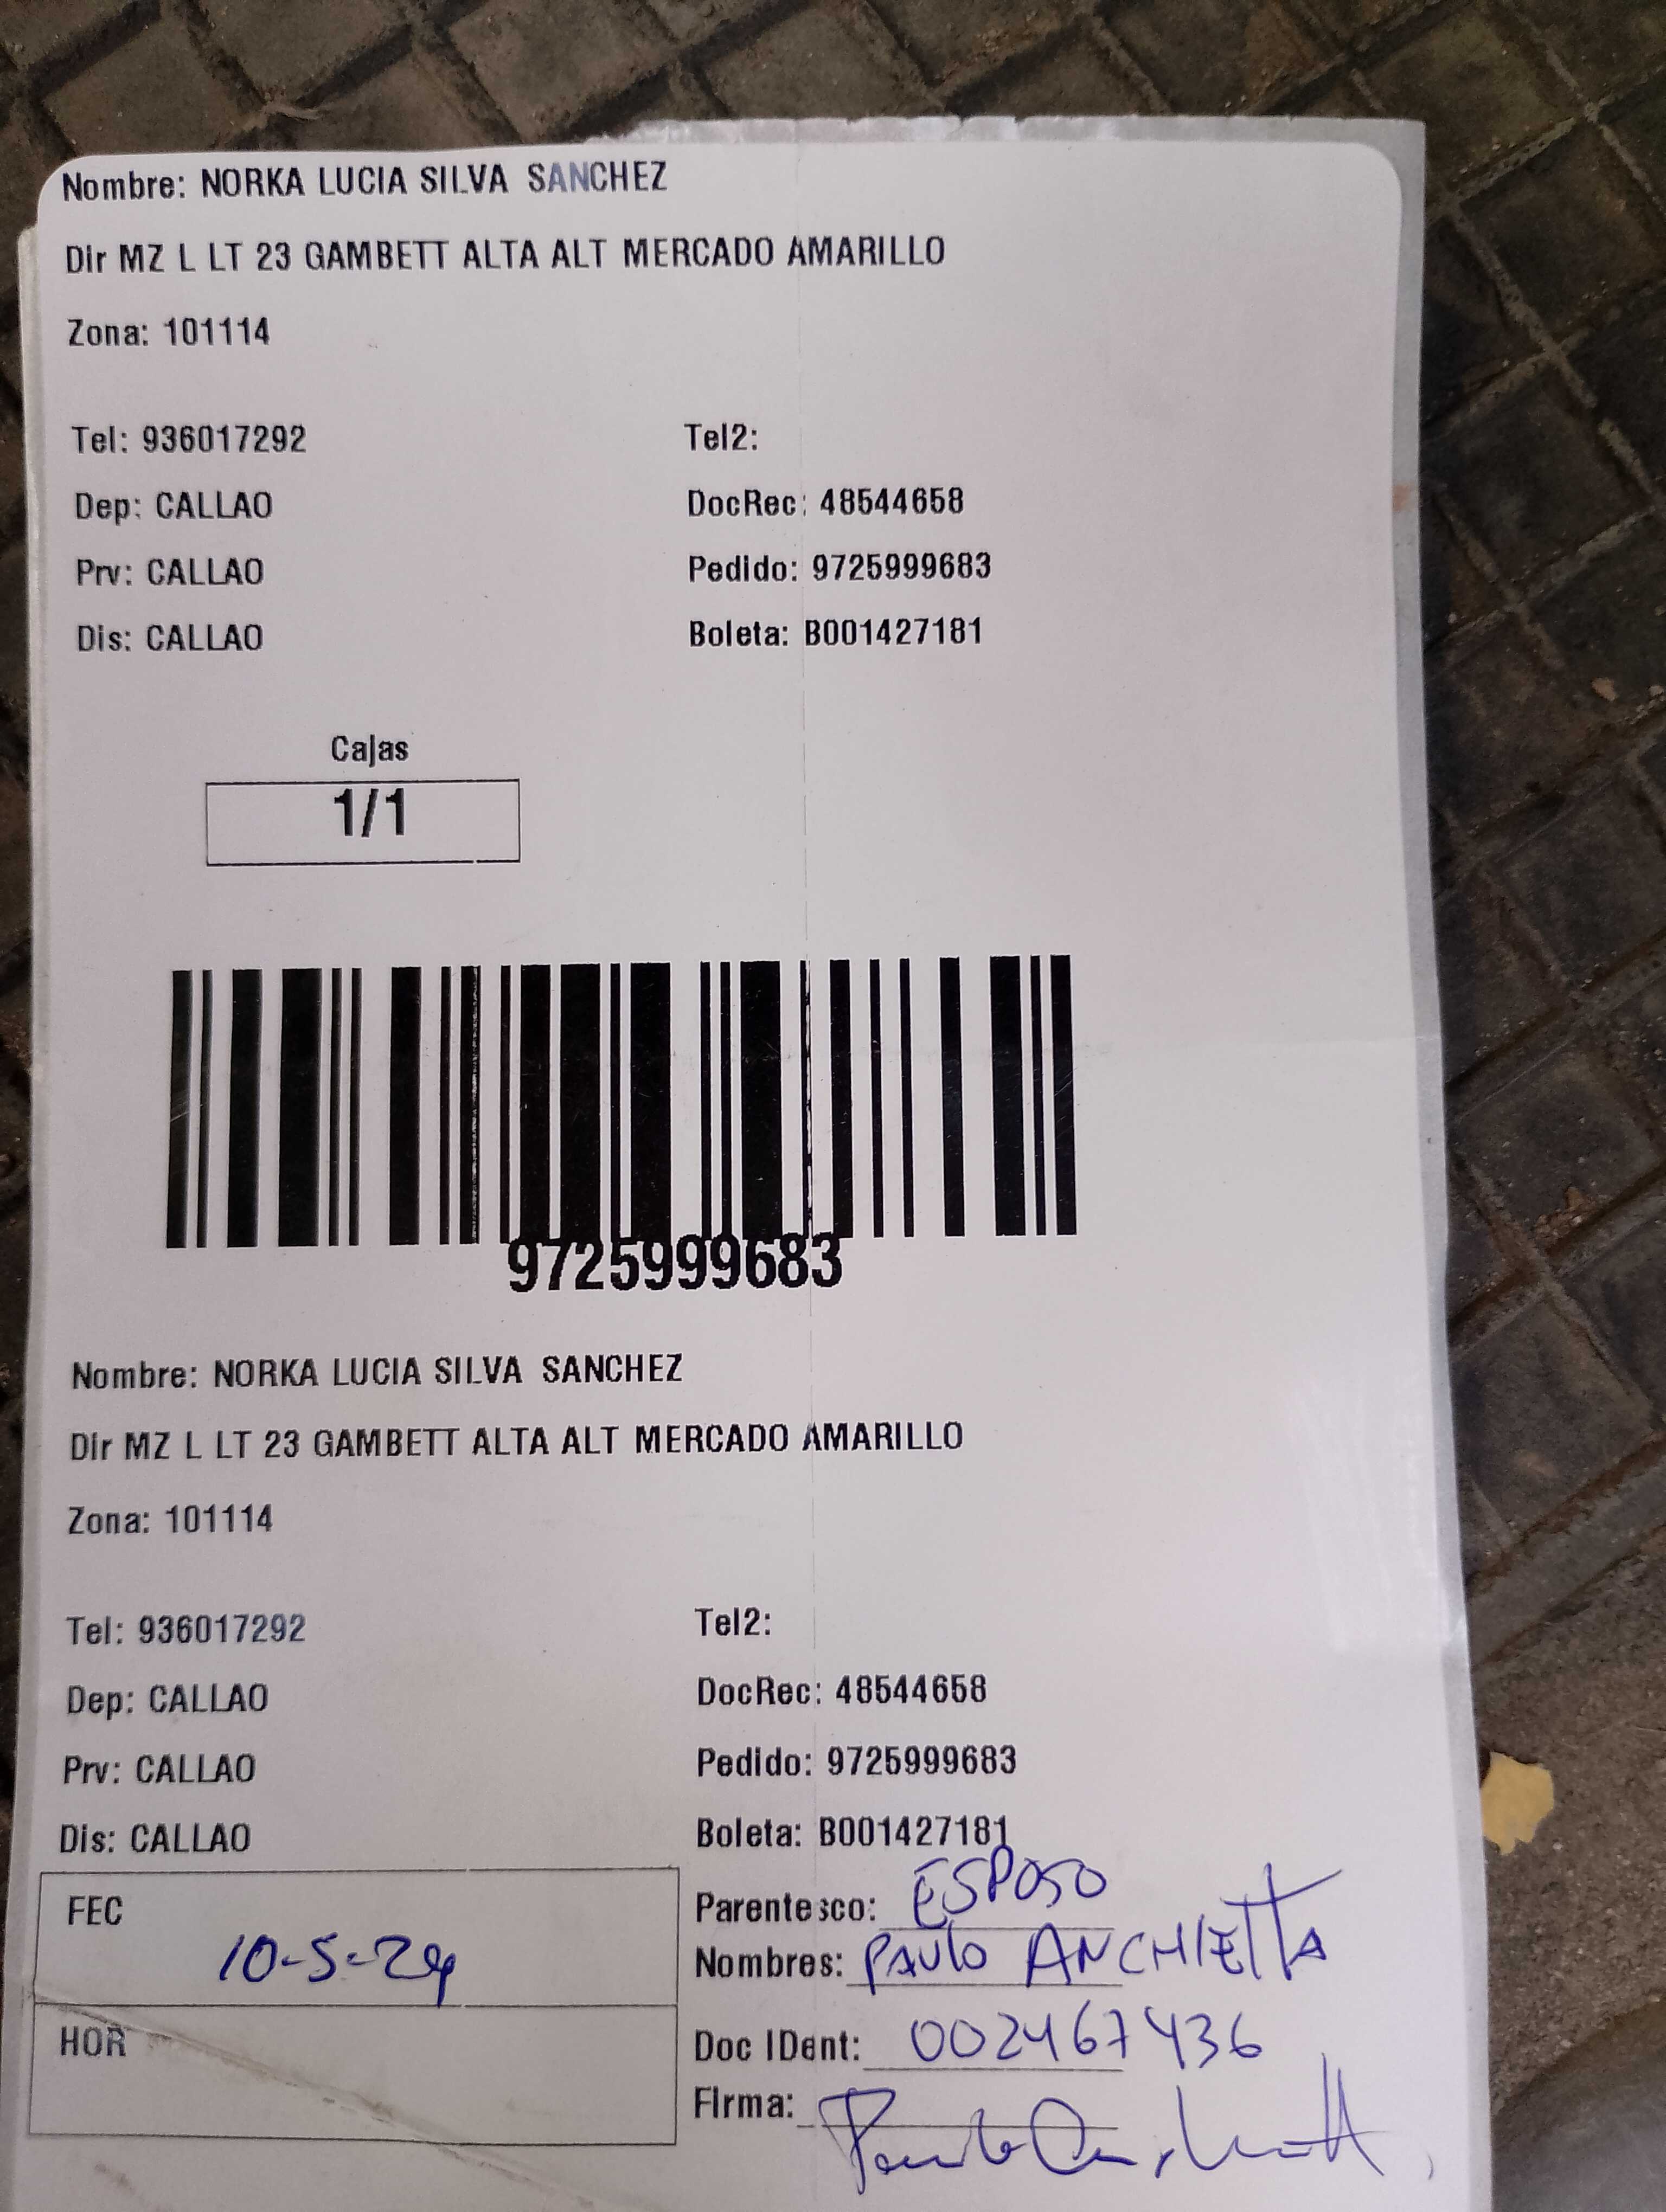 Nombre: NORKA LUCIA SILVA SANCHEZ
Dir MZ L LT 23 GAMBETT ALTA ALT MERCADO AMARILLO
Zona: 101114
Tel: 936017292 Tel2:
Dep: CALLAO DocRec: 48544658
Prv: CALLAO Pedido: 9725999683
Dis: CALLAO Boleta: B001427181
Cajas
1/1
9725999683
Nombre: NORKA LUCIA SILVA SANCHEZ
Dir MZ L LT 23 GAMBETT ALTA ALT MERCADO AMARILLO
Zona: 101114
Tel: 936017292 Tel2:
Dep: CALLAO DocRec: 48544658
Prv: CALLAO Pedido: 9725999683
Dis: CALLAO Boleta: B001427181
FEC Parentesco: ESPOSO
10-5-24 Nombres: PAULO ANCHIETTA
HOR Doc IDent: 002467436
Firma: